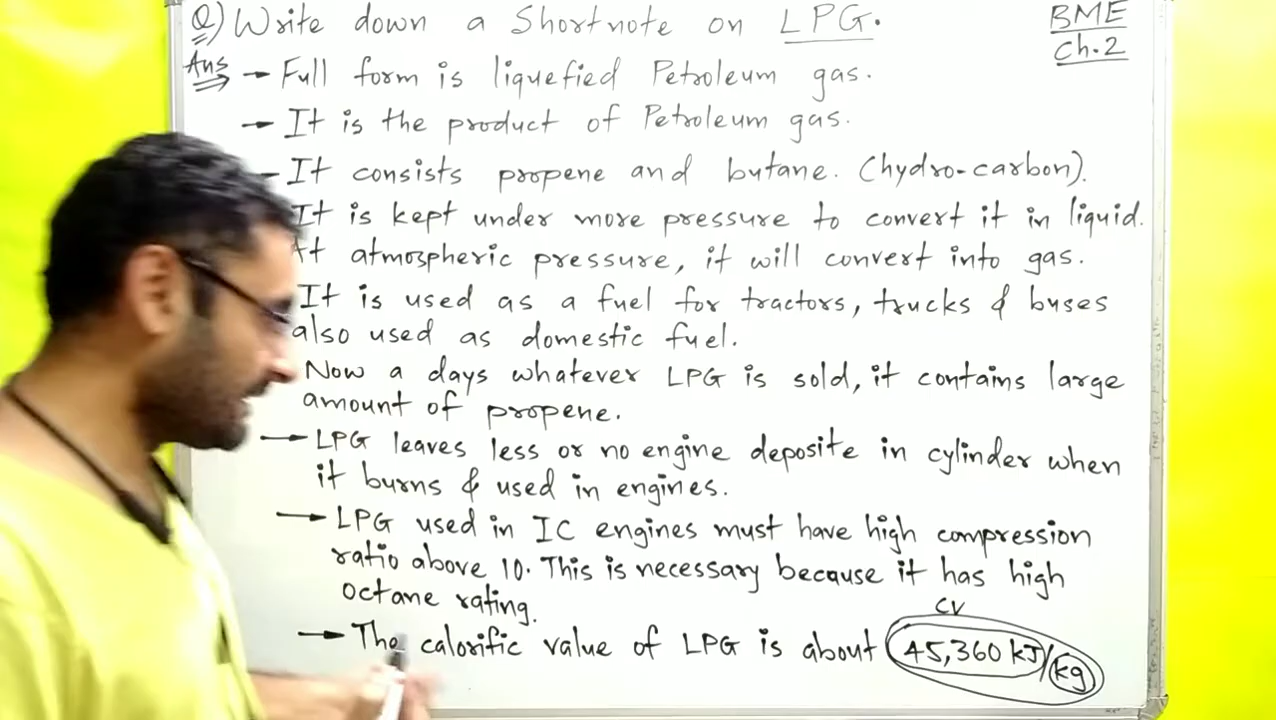 Q) Write down a Shortnote on LPG.
BME
Ch.2
Ans → Full form is liquefied Petroleum gas.
→ It is the product of Petroleum gas.
It consists propene and butane. (hydro-carbon).
It is kept under more pressure to convert it in liquid.
At atmospheric pressure, it will convert into gas.
It is used as a fuel for tractors, trucks & buses
also used as domestic fuel.
Now a days whatever LPG is sold, it contains large
amount of propene.
→ LPG leaves less or no engine deposite in cylinder when
it burns & used in engines.
→ LPG used in IC engines must have high compression
ratio above 10. This is necessary because it has high
octane rating.
CV
→ The calorific value of LPG is about 45,360 kJ/kg